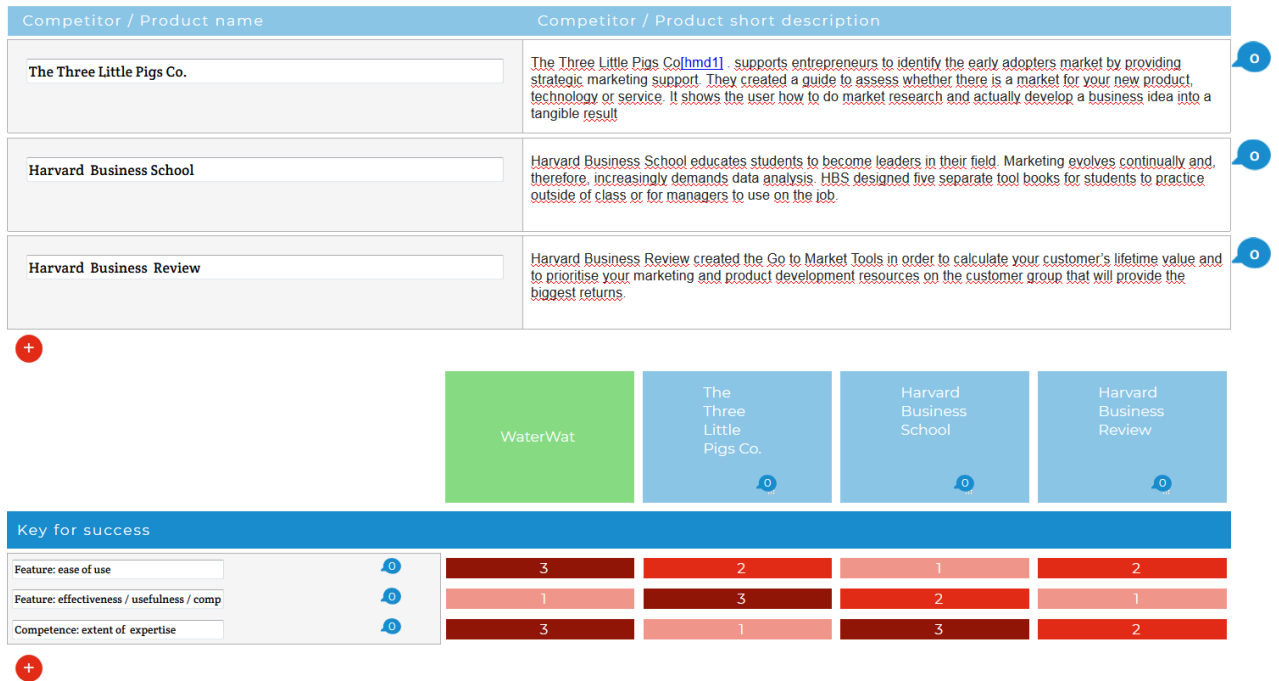 Competitor / Product name
Competitor / Product short description
The Three Little Pigs Co.
The Three Little Pigs Co[hmd1] . supports entrepreneurs to identify the early adopters market by providing
strategic marketing support. They created a guide to assess whether there is a market for your new product,
technology or service. It shows the user how to do market research and actually develop a business idea into a
tangible result
0
Harvard Business School
Harvard Business School educates students to become leaders in their field. Marketing evolves continually and,
therefore, increasingly demands data analysis. HBS designed five separate tool books for students to practice
outside of class or for managers to use on the job.
0
Harvard Business Review
Harvard Business Review created the Go to Market Tools in order to calculate your customer's lifetime value and
to prioritise your marketing and product development resources on the customer group that will provide the
biggest returns.
0
+
WaterWat
The
Three
Little
Pigs Co.
0
Harvard
Business
School
0
Harvard
Business
Review
0
Key for success
Feature: ease of use
0
3
2
1
2
Feature: effectiveness / usefulness / comp
0
1
3
2
1
Competence: extent of expertise
0
3
1
3
2
+